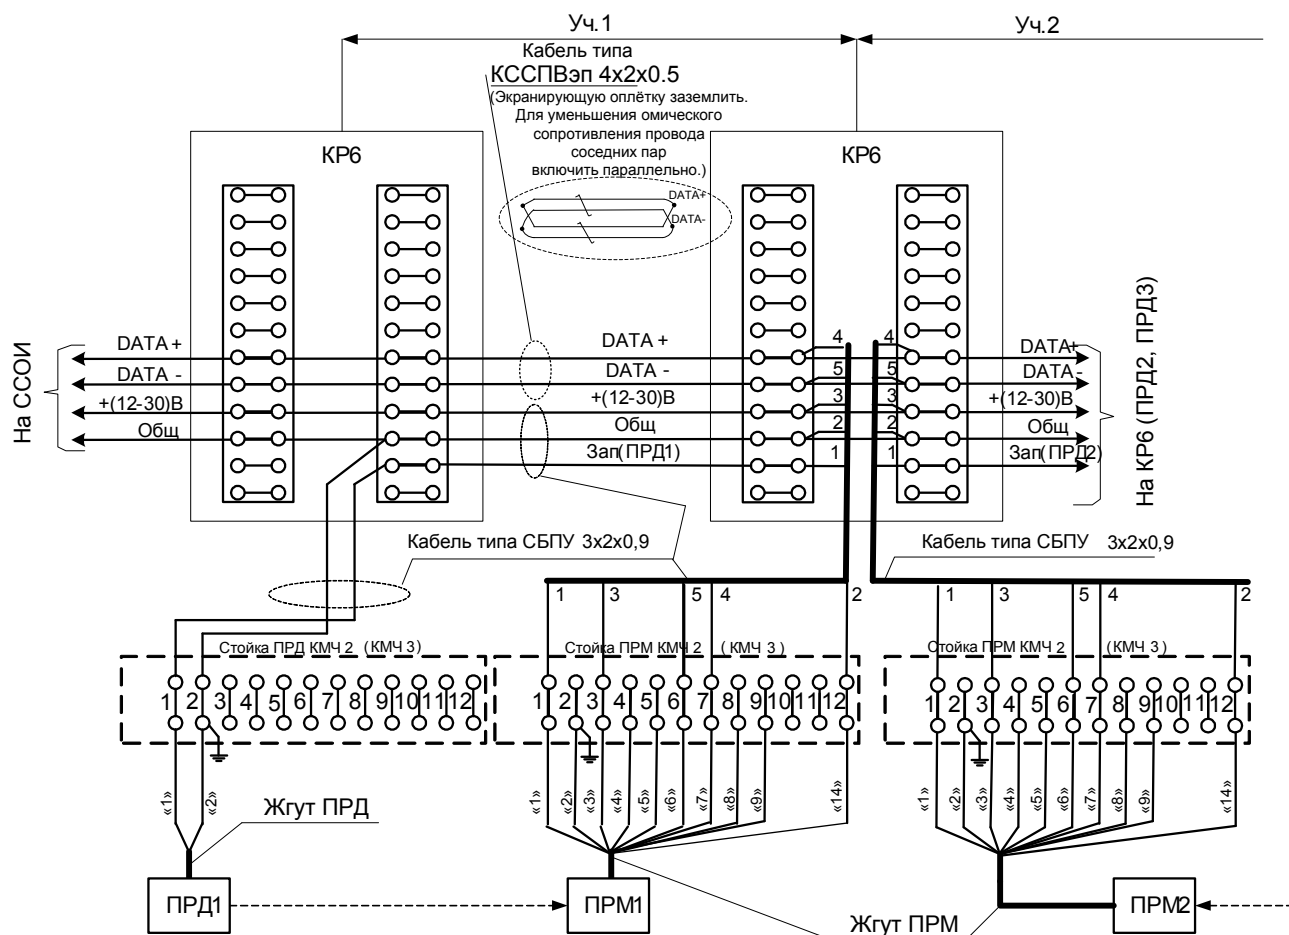 Уч.1
Уч.2
Кабель типа
КССПВэп 4х2х0.5
(Экранирующую оплётку заземлить.
Для уменьшения омического
сопротивления провода
соседних пар
включить параллельно.)
КР6
КР6
DATA+
DATA-
На ССОИ
DATA +
DATA -
+(12-30)В
Общ
DATA +
DATA -
+(12-30)В
Общ
Зап(ПРД1)
4
5
3
2
1
4
5
3
2
1
DATA+
DATA-
+(12-30)В
Общ
Зап(ПРД2)
На КР6 (ПРД2, ПРД3)
Кабель типа СБПУ 3х2х0,9
Кабель типа СБПУ 3х2х0,9
1 3 5 4 2
1 3 5 4 2
Стойка ПРД КМЧ 2 (КМЧ 3)
Стойка ПРМ КМЧ 2 (КМЧ 3)
Стойка ПРМ КМЧ 2 (КМЧ 3)
1 2 3 4 5 6 7 8 9 10 11 12
1 2 3 4 5 6 7 8 9 10 11 12
1 2 3 4 5 6 7 8 9 10 11 12
«1» «2»
«1» «2» «3» «4» «5» «6» «7» «8» «9» «14»
«1» «2» «3» «4» «5» «6» «7» «8» «9» «14»
Жгут ПРД
ПРД1
ПРМ1
Жгут ПРМ
ПРМ2